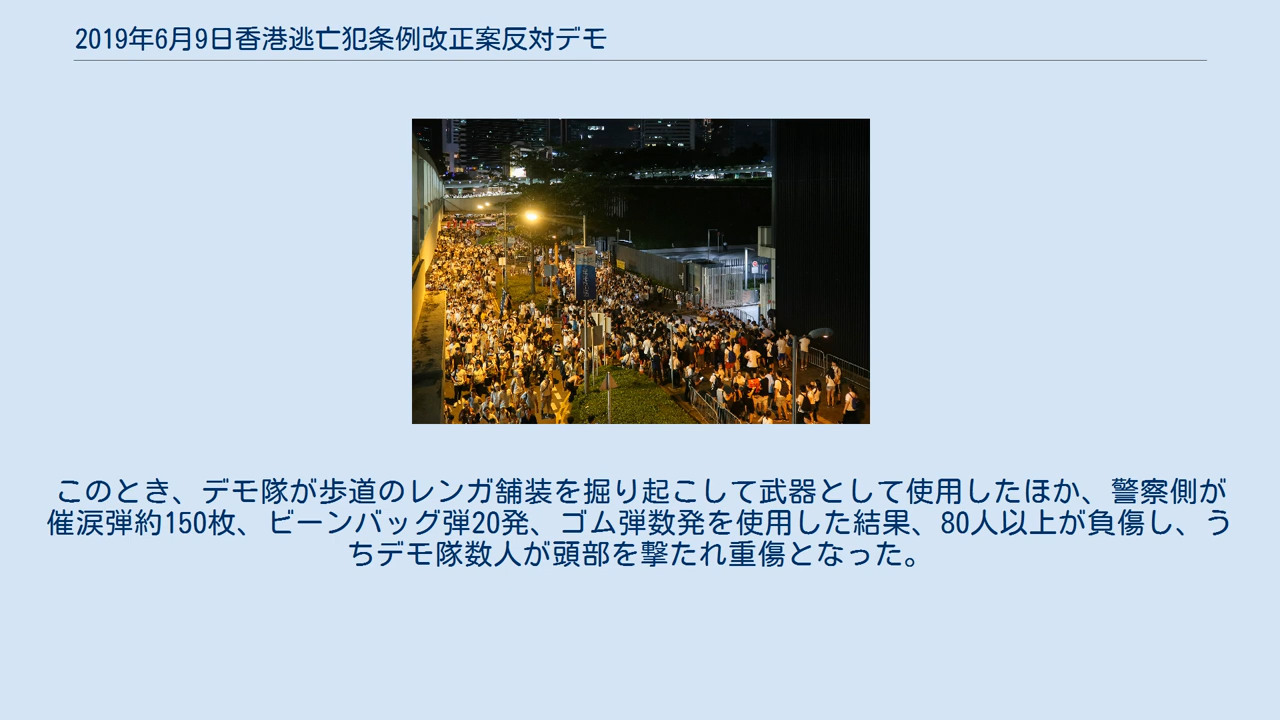 2019年6月9日香港逃亡犯条例改正案反対デモ
このとき、デモ隊が歩道のレンガ舗装を掘り起こして武器として使用したほか、警察側が
催涙弾約150枚、ビーンバッグ弾20発、ゴム弾数発を使用した結果、80人以上が負傷し、う
ちデモ隊数人が頭部を撃たれ重傷となった。